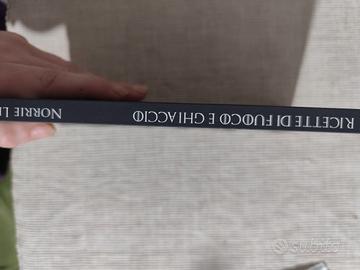 RICETTE DI FUOCO E GHIACCIO
NORRIE
Subito